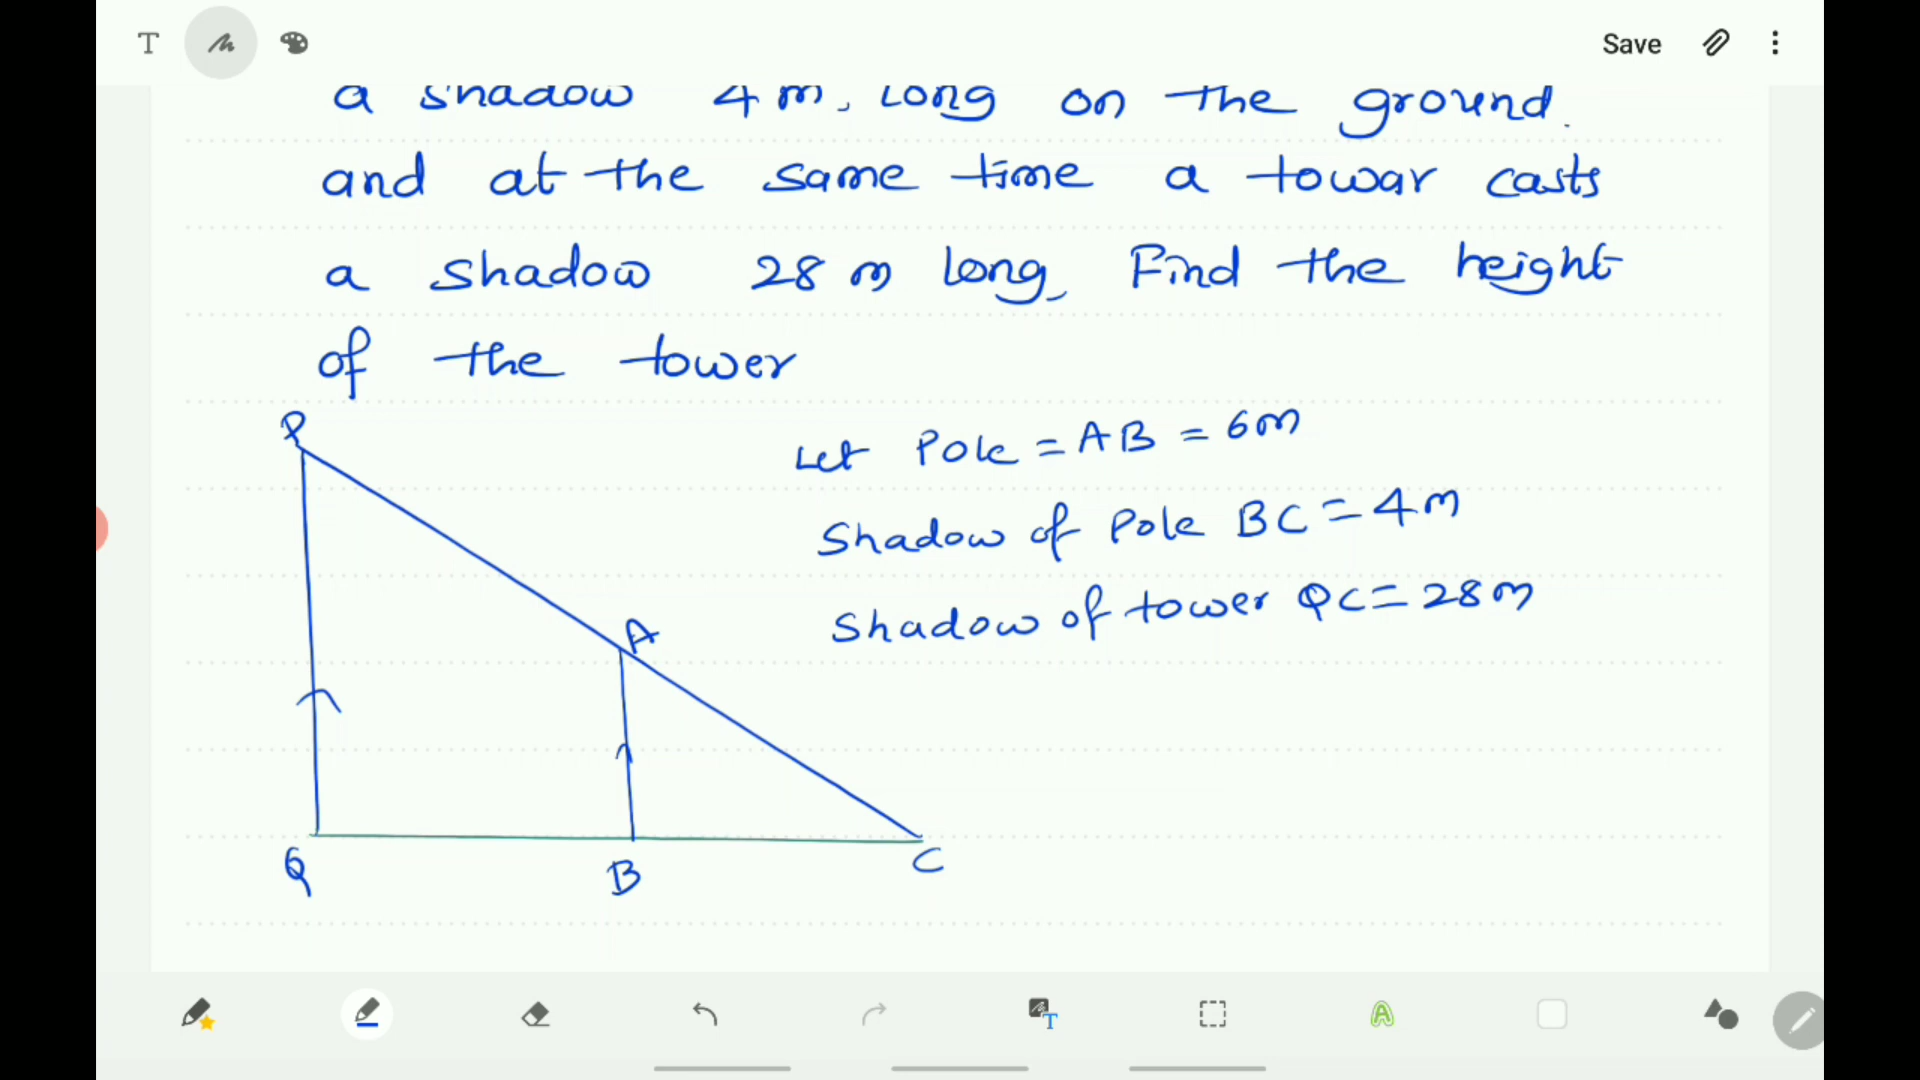 T
Save
a shadow 4 m, long on the ground.
and at the same time a towar casts
a shadow 28 m long, Find the height
of the tower
P
Let Pole = AB = 6m
Shadow of Pole BC = 4m
Shadow of tower QC = 28m
A
Q
B
C
T
A